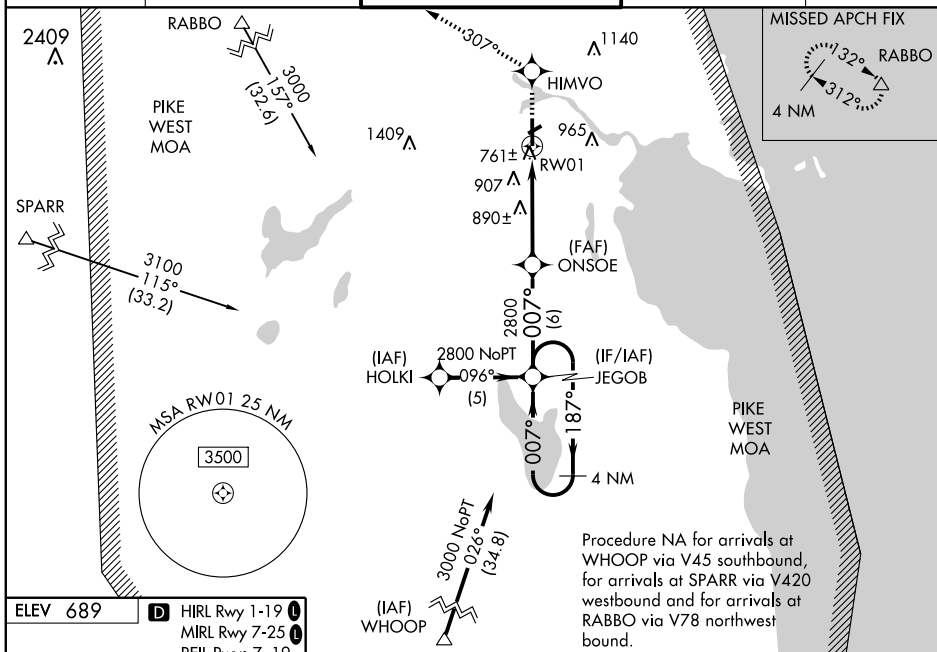 2409
RABBO
3000
157°
(32.6)
PIKE
WEST
MOA
1409
307°
HIMVO
1140
965
761±
RW01
907
890±
MISSED APCH FIX
132°
RABBO
312°
4 NM
SPARR
3100
115°
(33.2)
(FAF)
ONSOE
2800
007°
(6)
(IAF)
HOLKI
2800 NoPT
096°
(5)
(IF/IAF)
JEGOB
007°
187°
4 NM
MSA RW01 25 NM
3500
PIKE
WEST
MOA
3000 NoPT
026°
(34.8)
(IAF)
WHOOP
Procedure NA for arrivals at
WHOOP via V45 southbound,
for arrivals at SPARR via V420
westbound and for arrivals at
RABBO via V78 northwest
bound.
ELEV 689
D HIRL Rwy 1-19 L
MIRL Rwy 7-25 L